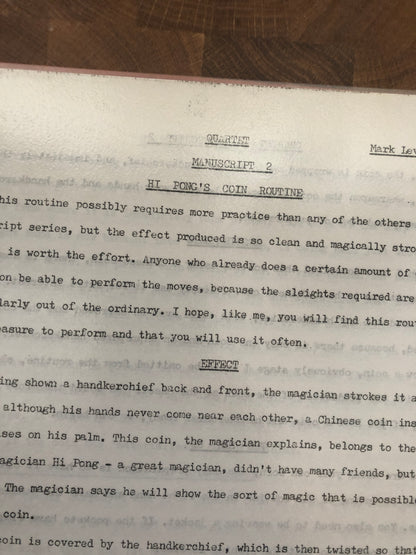 QUARTET
Mark Lev
MANUSCRIPT 2
HI PONG'S COIN ROUTINE
his routine possibly requires more practice than any of the others
ript series, but the effect produced is so clean and magically stro
is worth the effort. Anyone who already does a certain amount of
on be able to perform the moves, because the sleights required are
larly out of the ordinary. I hope, like me, you will find this rou
easure to perform and that you will use it often.
EFFECT
ing shown a handkerchief back and front, the magician strokes it a
although his hands never come near each other, a Chinese coin ins
ises on his palm. This coin, the magician explains, belongs to the
agician Hi Pong - a great magician, didn't have many friends, but
The magician says he will show the sort of magic that is possible
coin.
coin is covered by the handkerchief, which is then twisted so tha